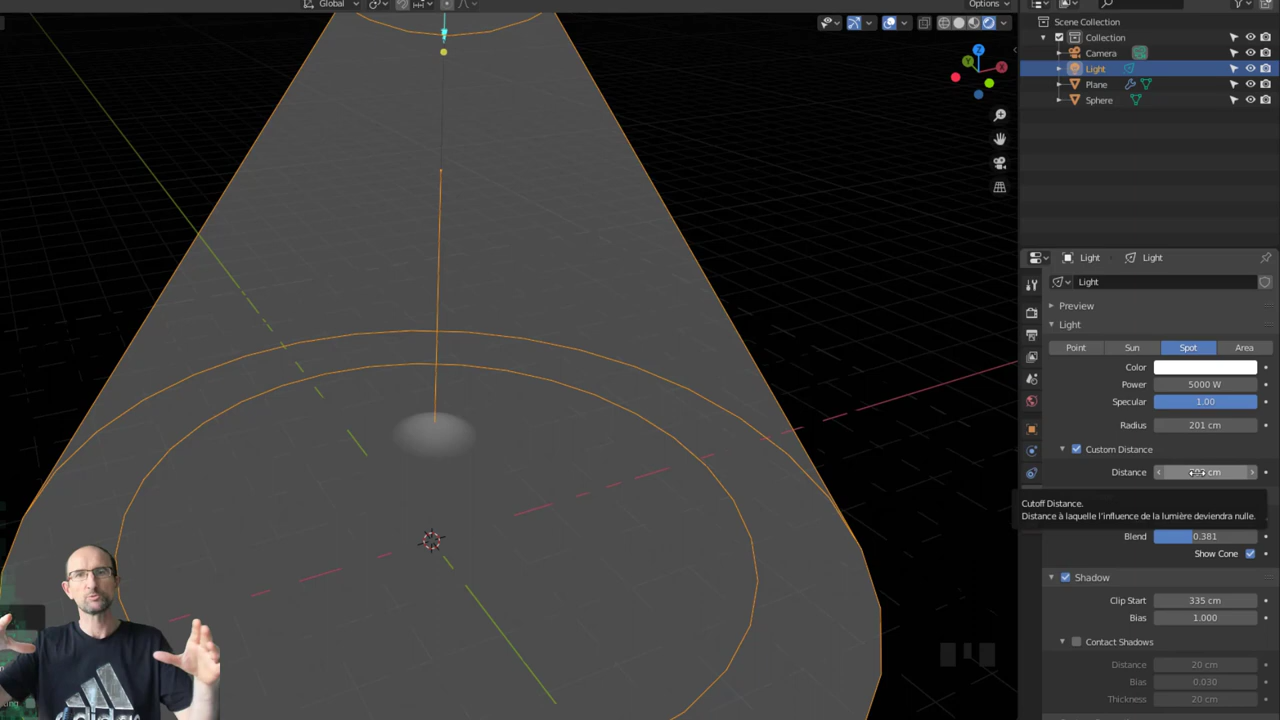 Global
Options
Scene Collection
Collection
Camera
Light
Plane
Sphere
Z
Y
X
Light
Light
Light
Preview
Light
Point
Sun
Spot
Area
Color
Power
5000 W
Specular
1.00
Radius
201 cm
Custom Distance
Distance
cm
Cutoff Distance.
Distance à laquelle l'influence de la lumière deviendra nulle.
Blend
0.381
Show Cone
Shadow
Clip Start
335 cm
Bias
1.000
Contact Shadows
Distance
20 cm
Bias
0.030
Thickness
20 cm
adidas